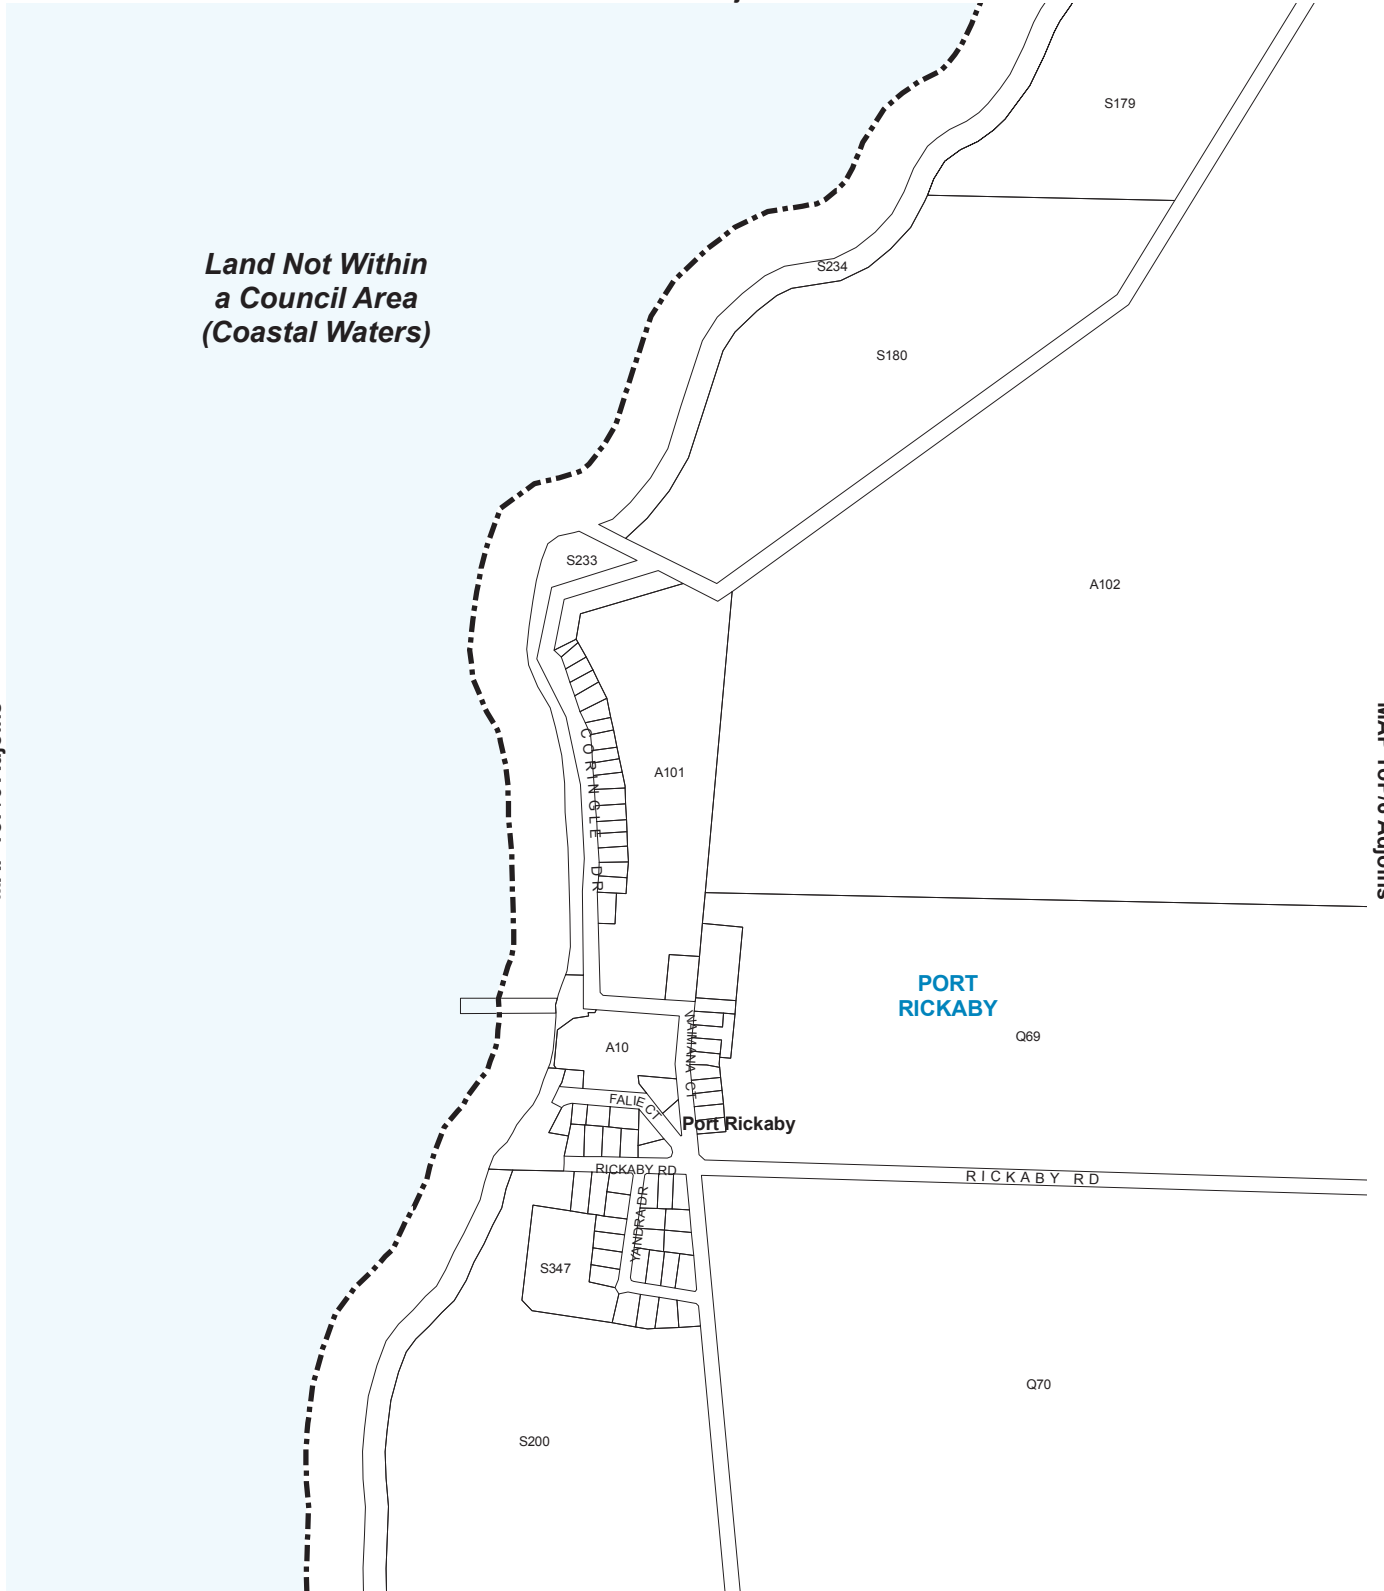 S179
Land Not Within
a Council Area
(Coastal Waters)
S234
S180
S233
A102
CORINGLE DR
A101
PORT
RICKABY
Q69
WAIMANA CT
A10
FALIE CT
Port Rickaby
RICKABY RD
RICKABY RD
YANDRA DR
S347
Q70
S200
Adjoins